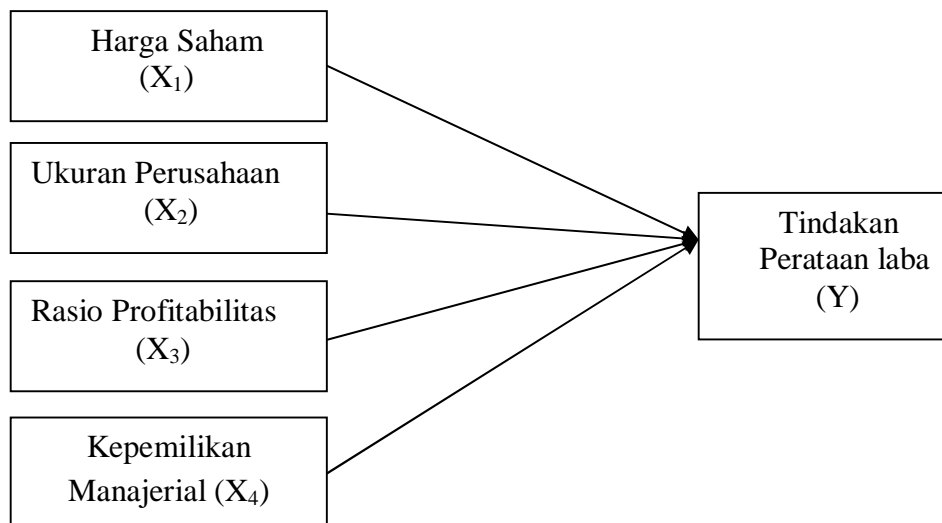 Harga Saham
(X₁)
Ukuran Perusahaan
(X₂)
Rasio Profitabilitas
(X₃)
Kepemilikan
Manajerial (X₄)
Tindakan
Perataan laba
(Y)